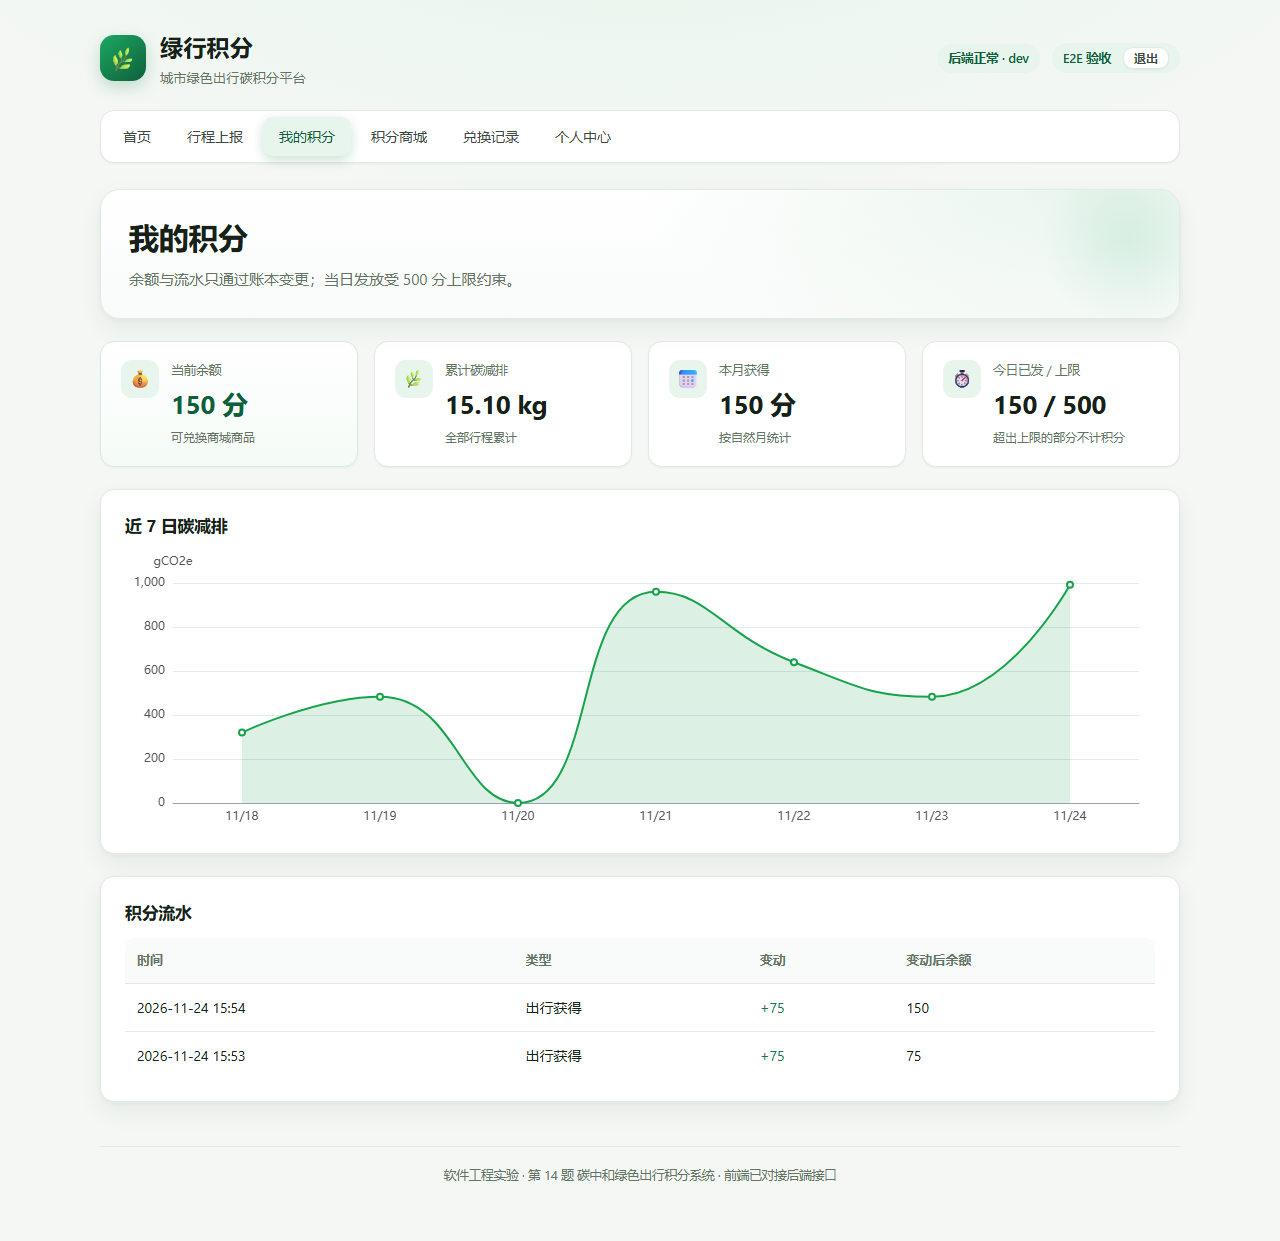 绿行积分
城市绿色出行碳积分平台
后端正常 · dev
E2E 验收 退出
首页 行程上报 我的积分 积分商城 兑换记录 个人中心
我的积分
余额与流水只通过账本变更；当日发放受 500 分上限约束。
当前余额
150 分
可兑换商城商品
累计碳减排
15.10 kg
全部行程累计
本月获得
150 分
按自然月统计
今日已发 / 上限
150 / 500
超出上限的部分不计积分
近 7 日碳减排
gCO2e
1,000
800
600
400
200
0
11/18 11/19 11/20 11/21 11/22 11/23 11/24
积分流水
时间 类型 变动 变动后余额
2026-11-24 15:54 出行获得 +75 150
2026-11-24 15:53 出行获得 +75 75
软件工程实验 · 第 14 题 碳中和绿色出行积分系统 · 前端已对接后端接口